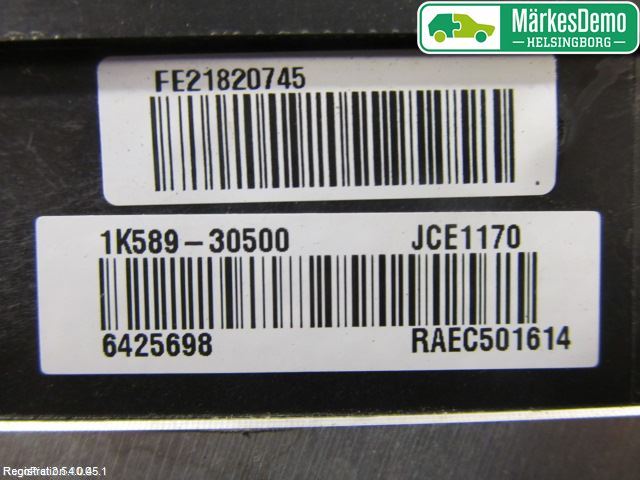 MärkesDemo
HELSINGBORG
FE21820745
1K589-30500 JCE1170
6425698 RAEC501614